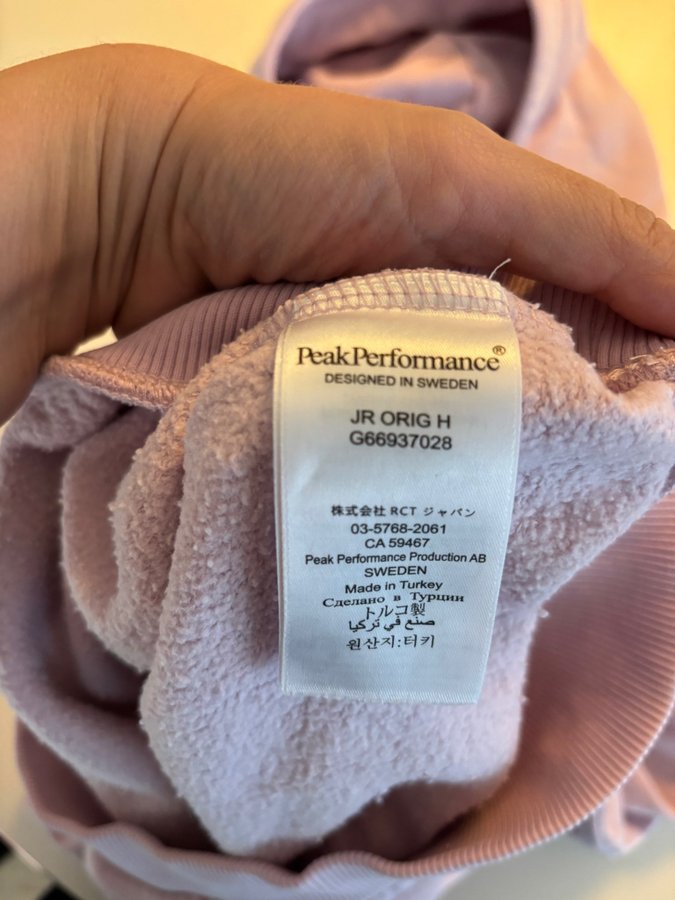 PeakPerformance®
DESIGNED IN SWEDEN
JR ORIG H
G66937028
株式会社 RCT ジャパン
03-5768-2061
CA 59467
Peak Performance Production AB
SWEDEN
Made in Turkey
Сделано в Турции
トルコ製
صنع في تركيا
원산지:터키